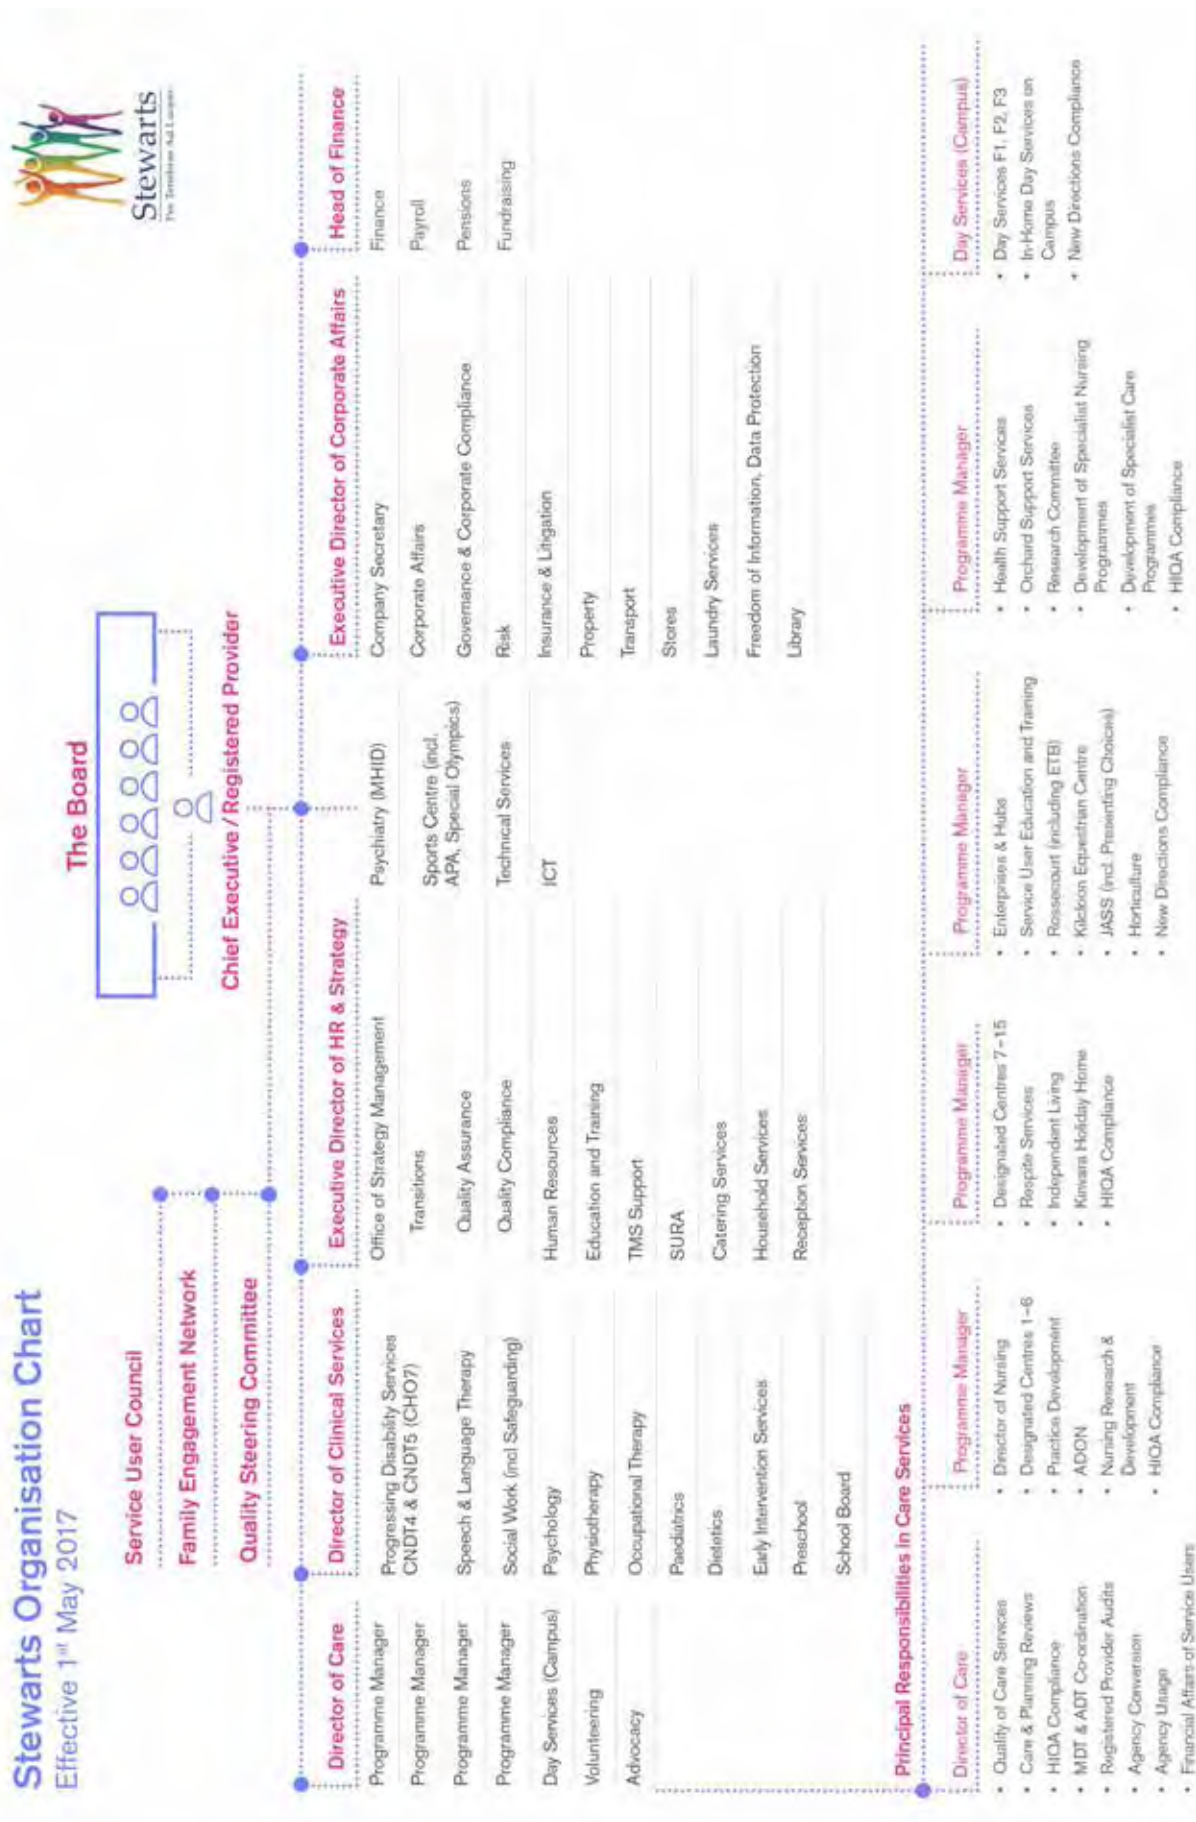 Stewarts Organisation Chart
Effective 1st May 2017
Stewarts
The Board
Chief Executive / Registered Provider
Service User Council
Family Engagement Network
Quality Steering Committee
Director of Care
Programme Manager
Programme Manager
Programme Manager
Programme Manager
Day Services (Campus)
Volunteering
Advocacy
Director of Clinical Services
Progressing Disability Services
CNDT4 & CNDT5 (CHO7)
Speech & Language Therapy
Social Work (incl Safeguarding)
Psychology
Physiotherapy
Occupational Therapy
Paediatrics
Dietetics
Early Intervention Services
Preschool
School Board
Executive Director of HR & Strategy
Office of Strategy Management
Transitions
Quality Assurance
Quality Compliance
Human Resources
Education and Training
TMS Support
SURA
Catering Services
Household Services
Reception Services
Psychiatry (MHID)
Sports Centre (incl.
APA, Special Olympics)
Technical Services
ICT
Executive Director of Corporate Affairs
Company Secretary
Corporate Affairs
Governance & Corporate Compliance
Risk
Insurance & Litigation
Property
Transport
Stores
Laundry Services
Freedom of Information, Data Protection
Library
Head of Finance
Finance
Payroll
Pensions
Fundraising
Principal Responsibilities in Care Services
Director of Care
• Quality of Care Services
• Care & Planning Reviews
• HIQA Compliance
• MDT & ADT Co-ordination
• Registered Provider Audits
• Agency Conversion
• Agency Usage
• Financial Affairs of Service Users
Programme Manager
• Director of Nursing
• Designated Centres 1–6
• Practice Development
• ADON
• Nursing Research &
Development
• HIQA Compliance
Programme Manager
• Designated Centres 7–15
• Respite Services
• Independent Living
• Kinvara Holiday Home
• HIQA Compliance
Programme Manager
• Enterprises & Hubs
• Service User Education and Training
• Rossecourt (including ETB)
• Kilcloon Equestrian Centre
• JASS (incl. Presenting Choices)
• Horticulture
• New Directions Compliance
Programme Manager
• Health Support Services
• Orchard Support Services
• Research Committee
• Development of Specialist Nursing
Programmes
• Development of Specialist Care
Programmes
• HIQA Compliance
Day Services (Campus)
• Day Services F1, F2, F3
• In-Home Day Services on
Campus
• New Directions Compliance